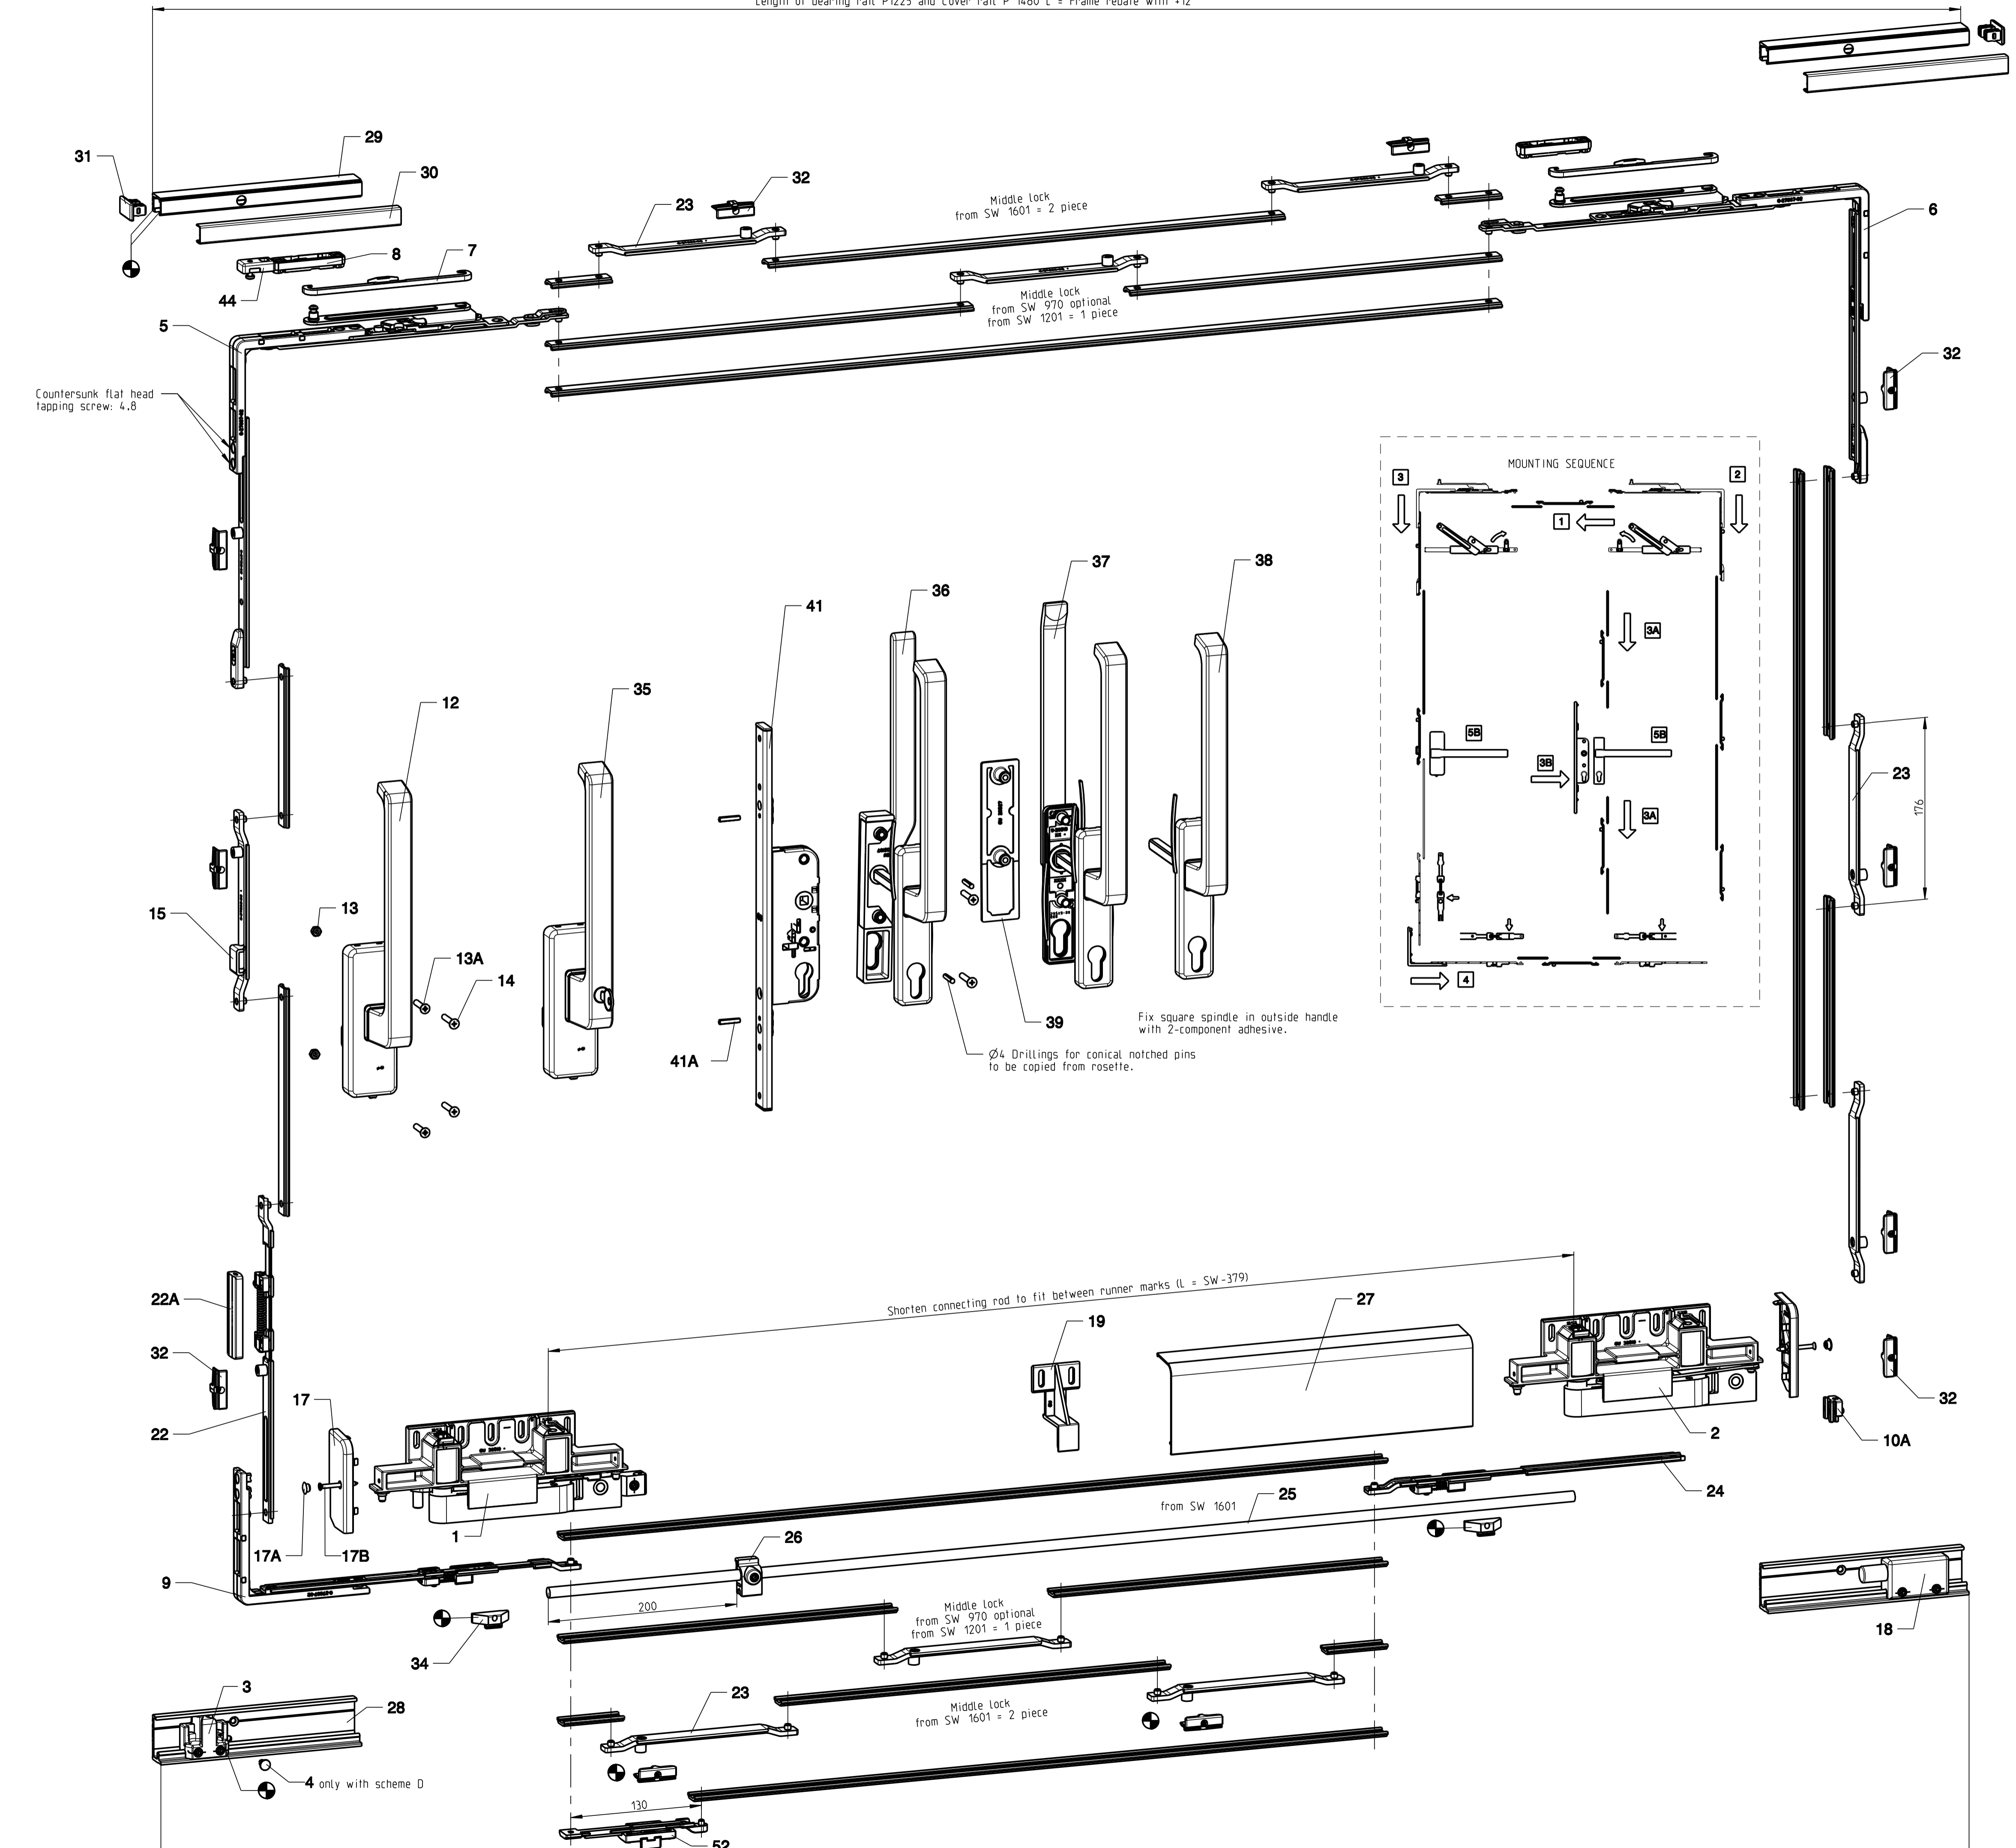 Length of bearing rail P1225 and Cover rail P 1460 L = Frame rebate with +12
31
29
30
32
23
Middle lock
from SW 1601 = 2 piece
6
8
7
44
Middle lock
from SW 970 optional
from SW 1201 = 1 piece
5
32
Countersunk flat head
tapping screw: 4,8
MOUNTING SEQUENCE
3
2
1
3A
5B
5B
3B
3A
4
37
38
36
41
35
12
23
176
15
13
13A
14
39
41A
Fix square spindle in outside handle
with 2-component adhesive.
Ø4 Drillings for conical notched pins
to be copied from rosette.
22A
Shorten connecting rod to fit between runner marks (L = SW-379)
27
19
32
17
32
22
2
10A
1
from SW 1601
25
24
26
17A
17B
9
200
Middle lock
from SW 970 optional
from SW 1201 = 1 piece
18
34
3
28
23
Middle lock
from SW 1601 = 2 piece
4 only with scheme D
130
52